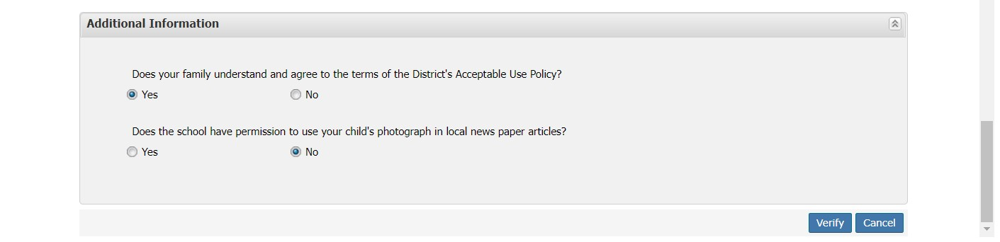 Additional Information
Does your family understand and agree to the terms of the District's Acceptable Use Policy?
Yes No
Does the school have permission to use your child's photograph in local news paper articles?
Yes No
Verify Cancel